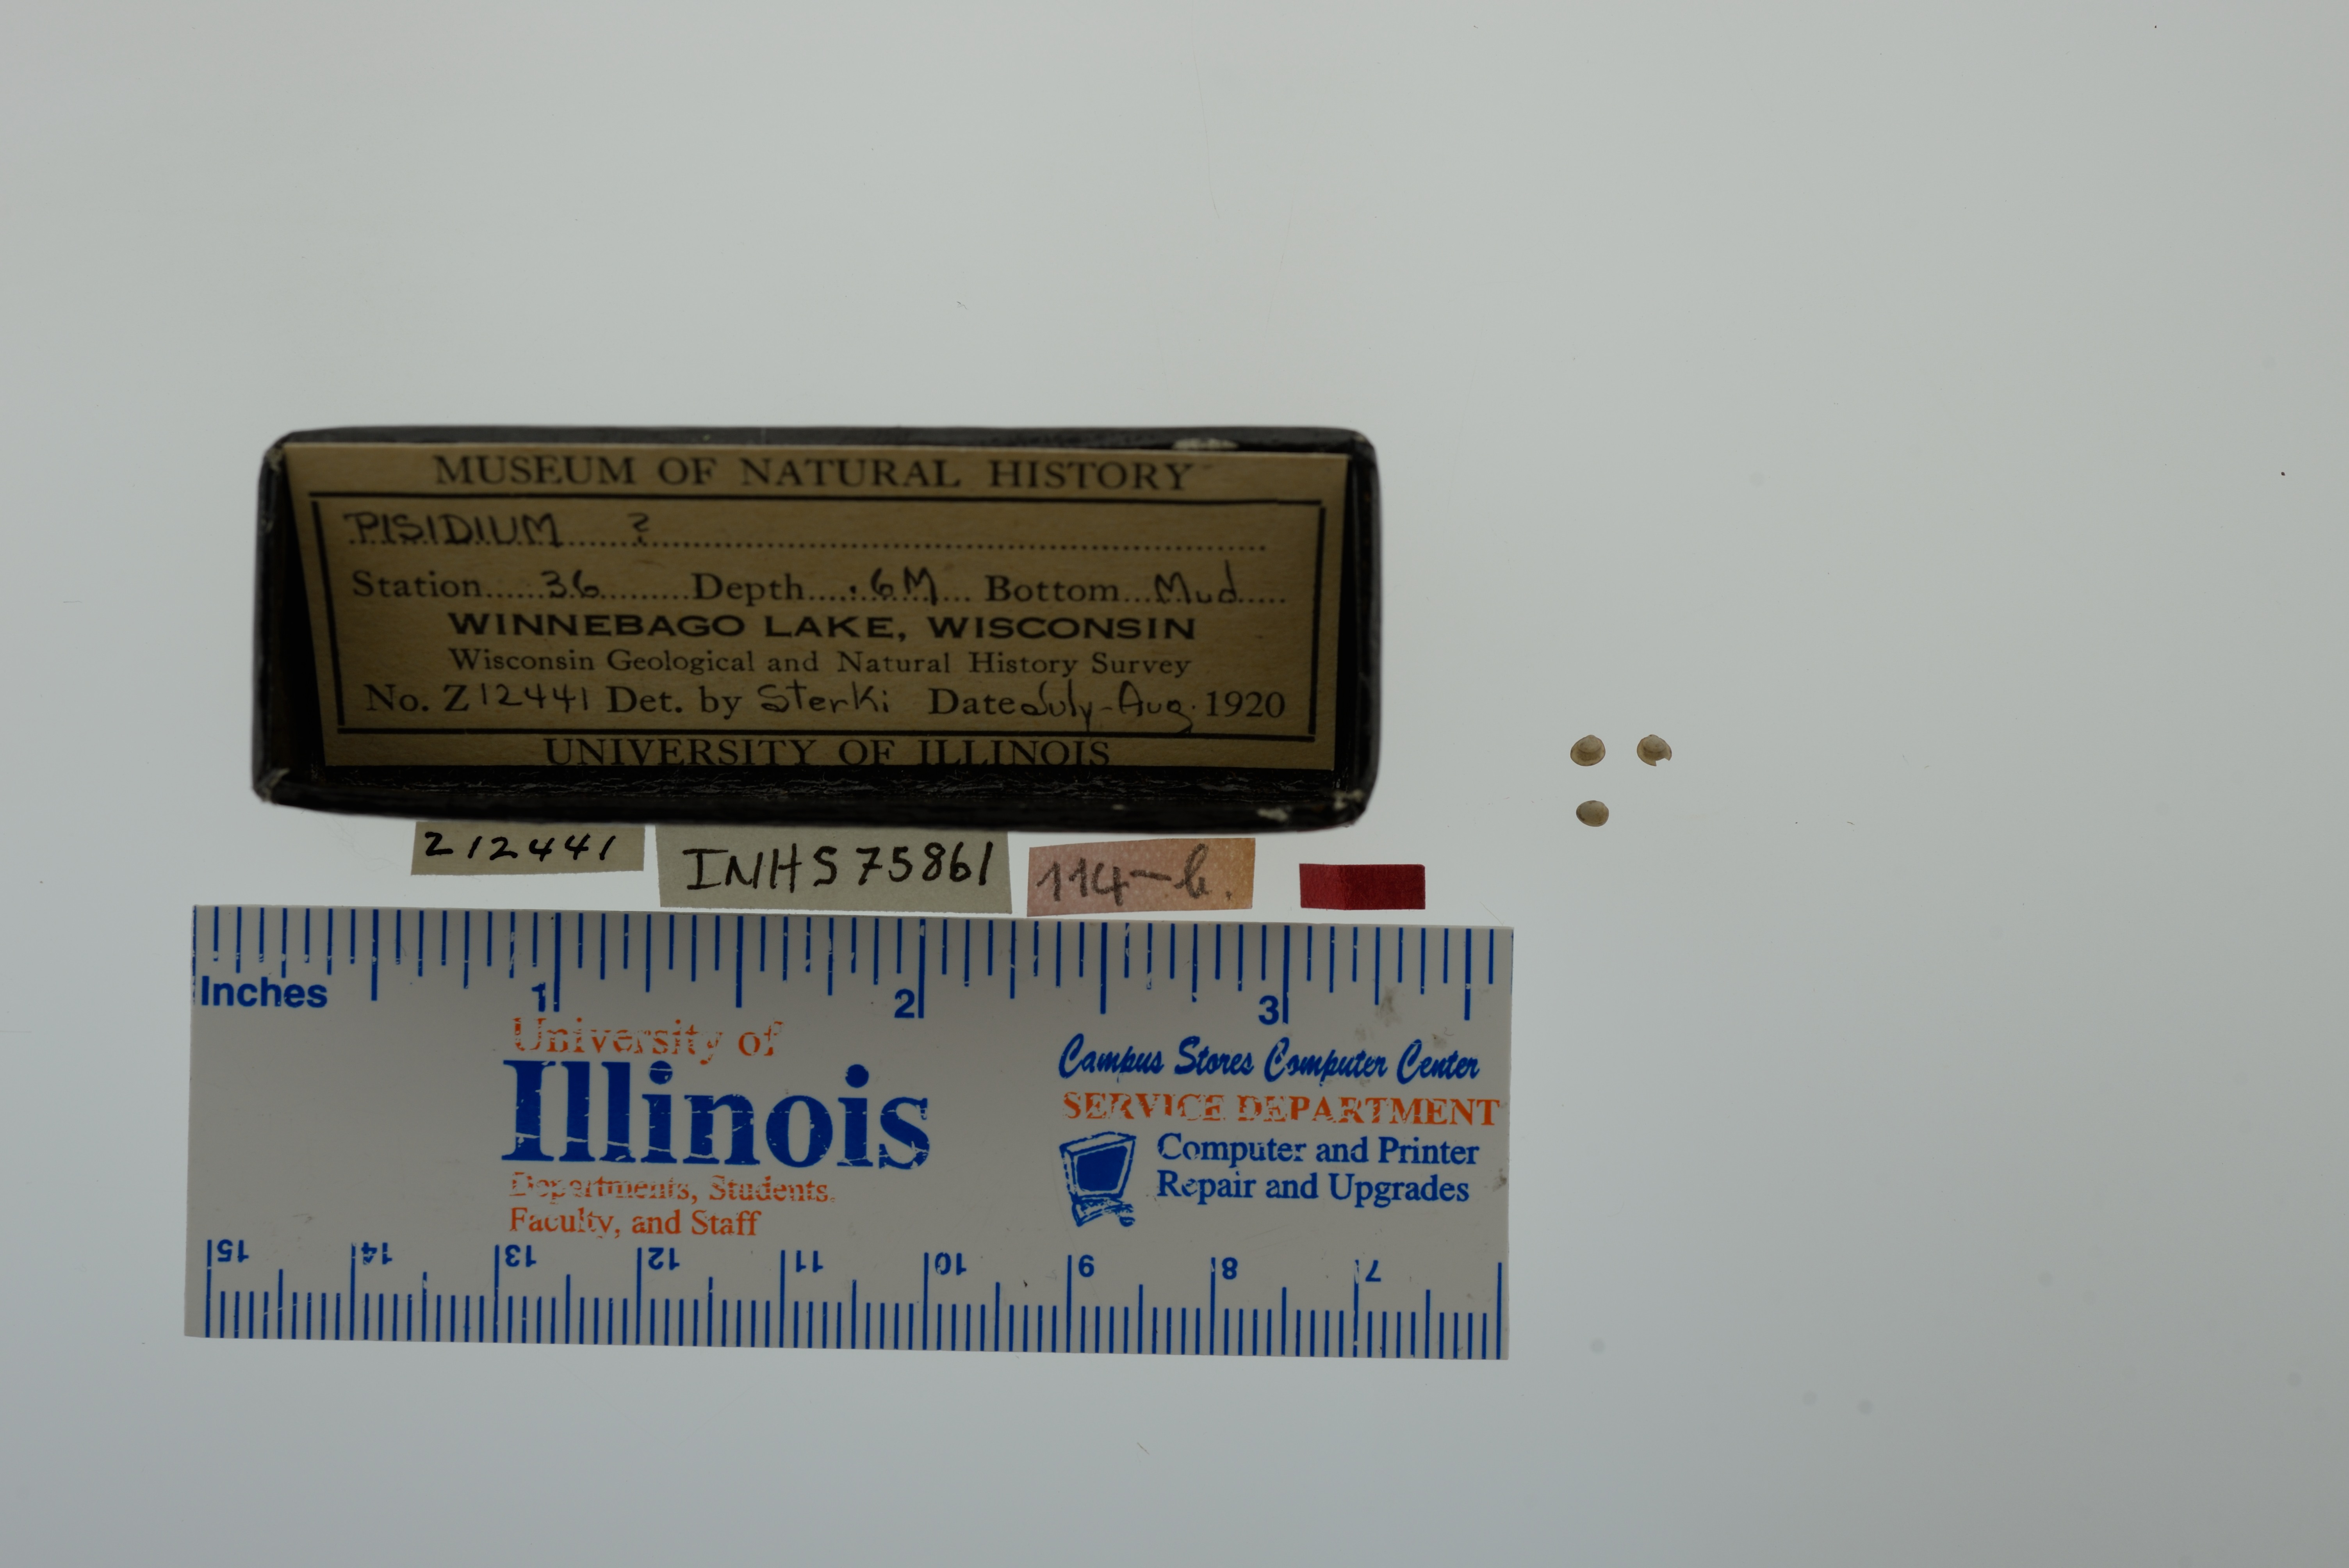 MUSEUM OF NATURAL HISTORY
PISIDIUM ?
Station 36 Depth .6M Bottom Mud
WINNEBAGO LAKE, WISCONSIN
Wisconsin Geological and Natural History Survey
No. Z12441 Det. by Sterki Date July-Aug. 1920
UNIVERSITY OF ILLINOIS
Z12441
INHS 75861
114-b.
1 2 3
Inches
University of
Illinois
Departments, Students,
Faculty, and Staff
Campus Stores Computer Center
SERVICE DEPARTMENT
Computer and Printer
Repair and Upgrades
15 14 13 12 11 10 9 8 7